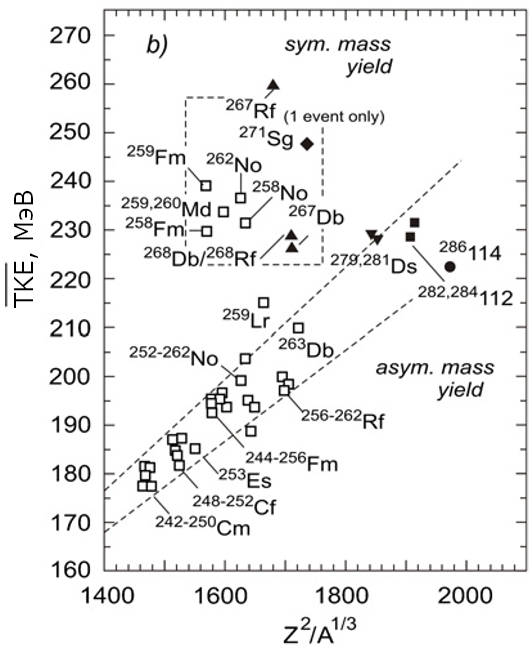 270
260
250
240
230
220
210
200
190
180
170
160
TKE, МэВ
b)
sym. mass
yield
²⁶⁷Rf
(1 event only)
²⁷¹Sg
²⁵⁹Fm
²⁶²No
²⁵⁸No
²⁵⁹,²⁶⁰Md
²⁶⁷Db
²⁵⁸Fm
²⁶⁸Db/²⁶⁸Rf
²⁷⁹,²⁸¹Ds
²⁸⁶114
²⁸²,²⁸⁴112
²⁵⁹Lr
²⁶³Db
²⁵²⁻²⁶²No
asym. mass
yield
²⁵⁶⁻²⁶²Rf
²⁴⁴⁻²⁵⁶Fm
²⁵³Es
²⁴⁸⁻²⁵²Cf
²⁴²⁻²⁵⁰Cm
1400 1600 1800 2000
Z²/A¹/³